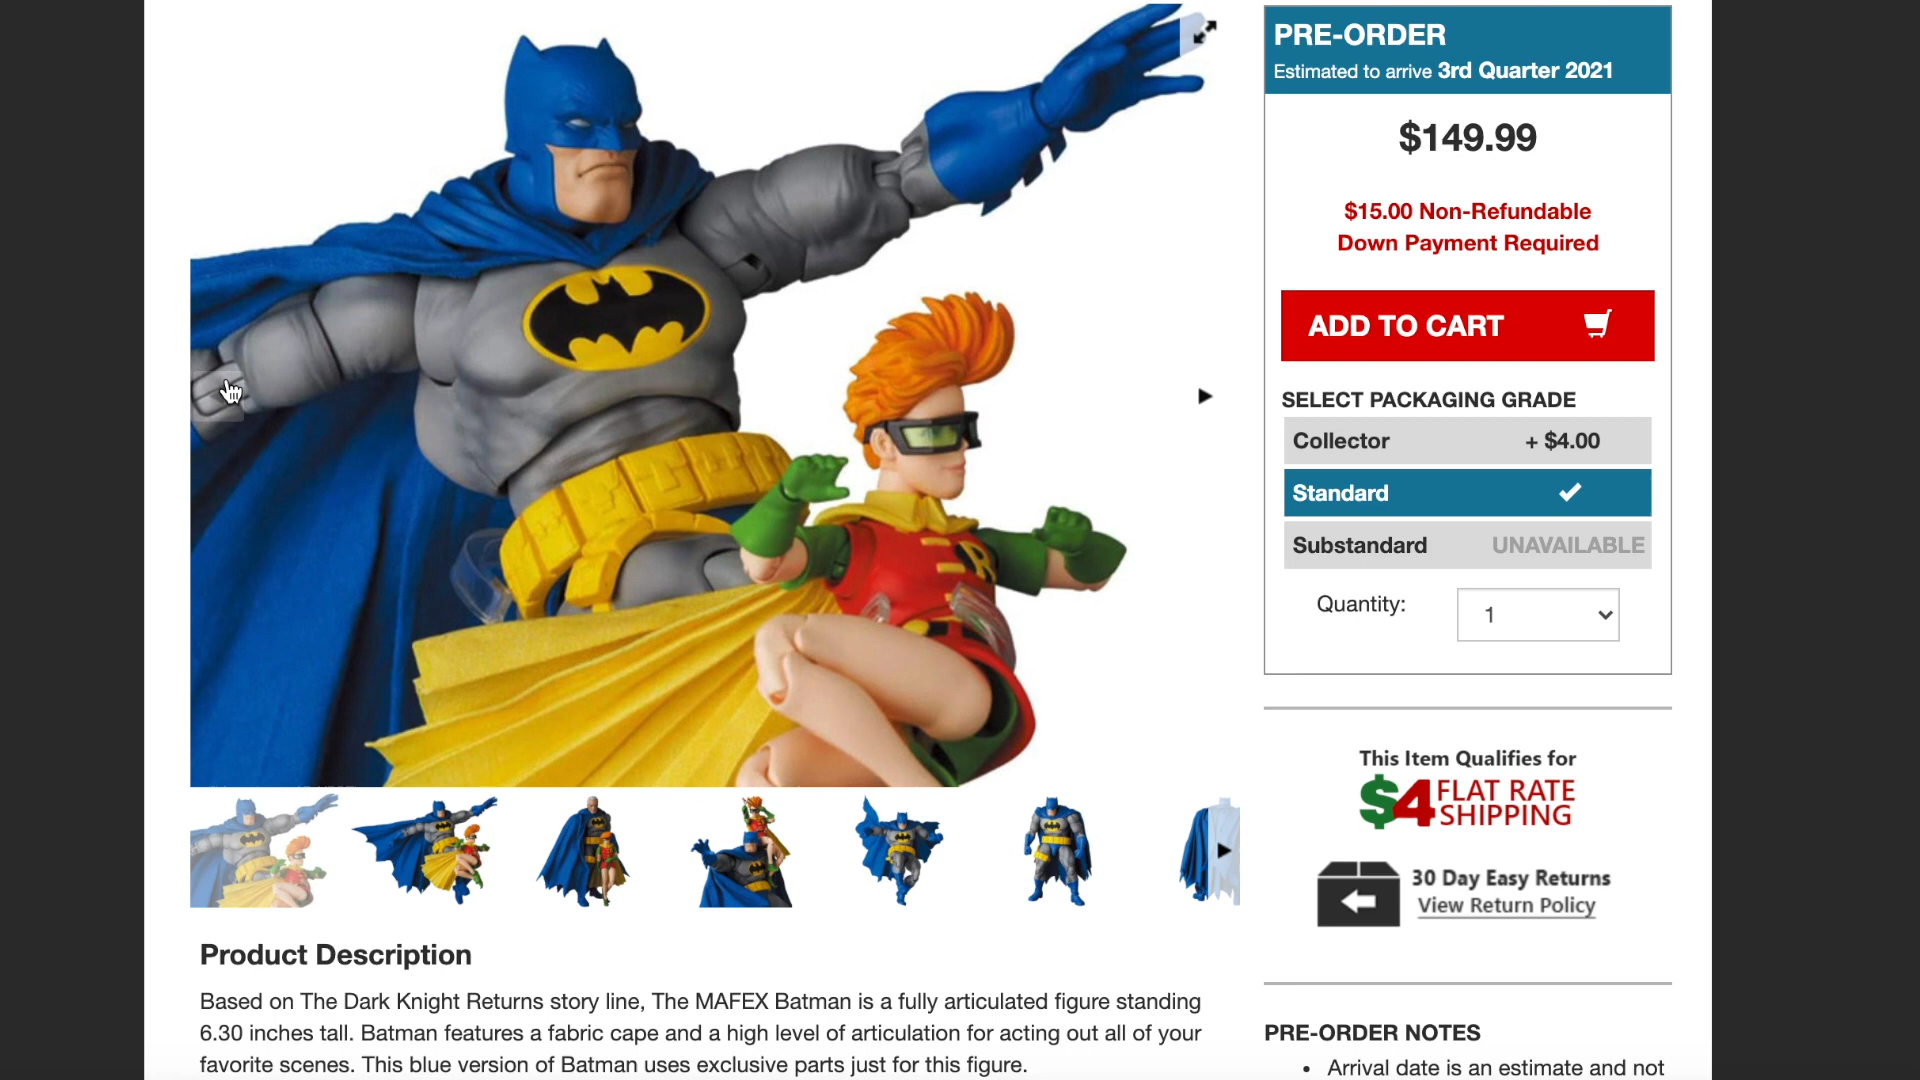 PRE-ORDER
Estimated to arrive 3rd Quarter 2021
$149.99
$15.00 Non-Refundable
Down Payment Required
ADD TO CART
SELECT PACKAGING GRADE
Collector + $4.00
Standard
Substandard UNAVAILABLE
Quantity: 1
This Item Qualifies for
$4 FLAT RATE
SHIPPING
30 Day Easy Returns
View Return Policy
Product Description
Based on The Dark Knight Returns story line, The MAFEX Batman is a fully articulated figure standing
6.30 inches tall. Batman features a fabric cape and a high level of articulation for acting out all of your
favorite scenes. This blue version of Batman uses exclusive parts just for this figure.
PRE-ORDER NOTES
• Arrival date is an estimate and not